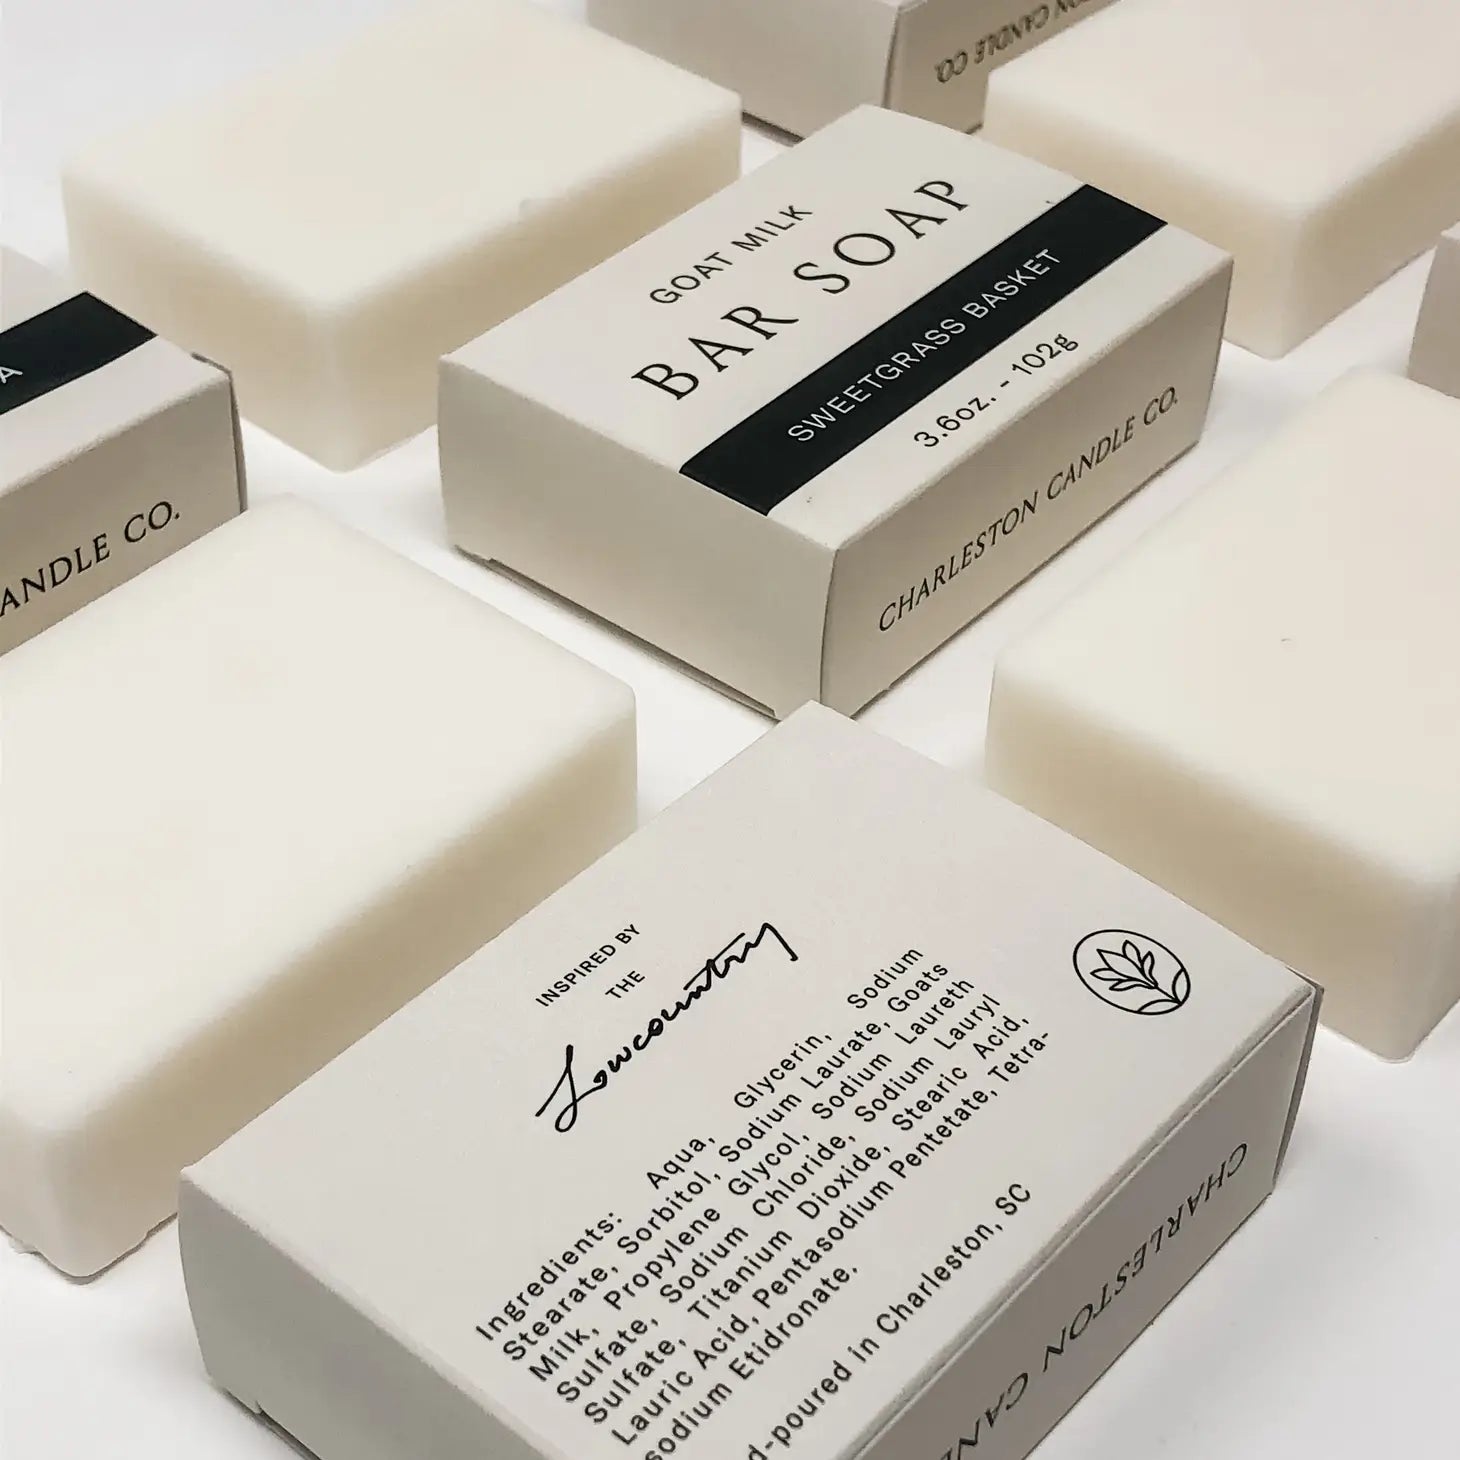 ON CANDLE CO.
GOAT MILK
BAR SOAP
SWEETGRASS BASKET
3.6oz. - 102g
CHARLESTON CANDLE CO.
A
ANDLE CO.
INSPIRED BY
THE
Lowcountry
Ingredients: Aqua, Glycerin, Sodium
Stearate, Sorbitol, Sodium Laurate, Goats
Milk, Propylene Glycol, Sodium Laureth
Sulfate, Sodium Chloride, Sodium Lauryl
Sulfate, Titanium Dioxide, Stearic Acid,
Lauric Acid, Pentasodium Pentetate, Tetra-
sodium Etidronate.
d-poured in Charleston, SC
CHARLESTON CAN